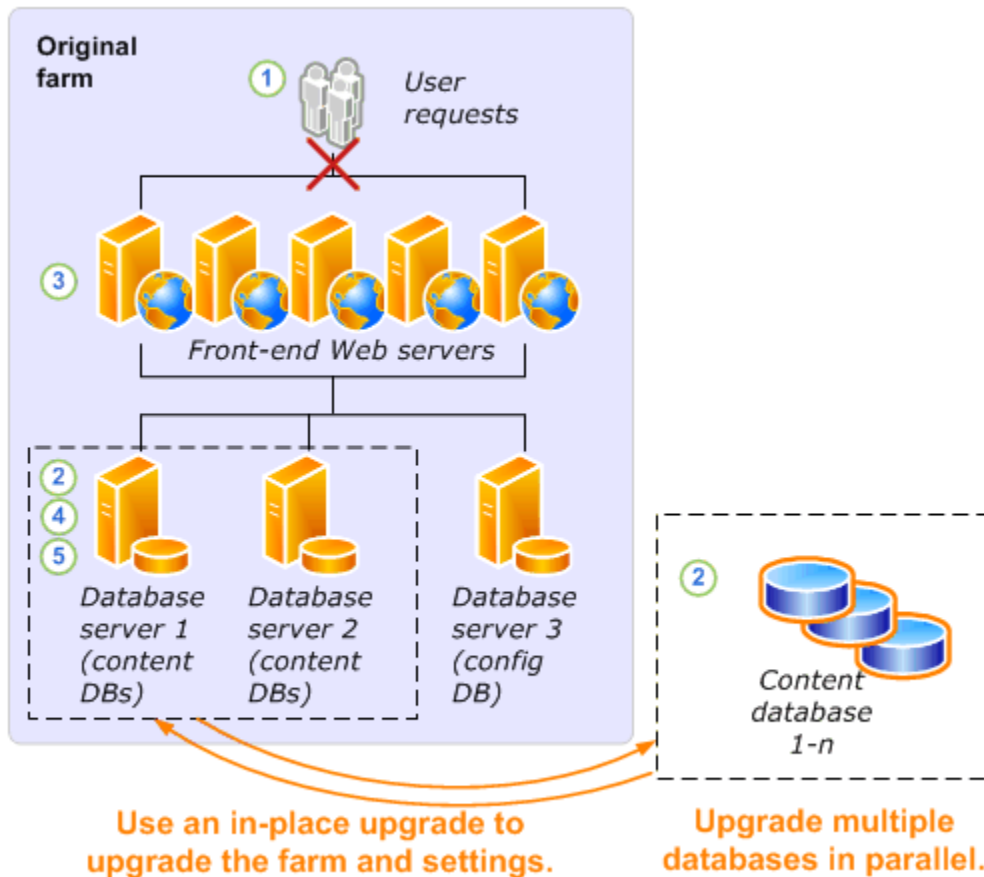 Original
farm
1
User
requests
3
Front-end Web servers
2
4
5
Database
server 1
(content
DBs)
Database
server 2
(content
DBs)
Database
server 3
(config
DB)
2
Content
database
1-n
Use an in-place upgrade to
upgrade the farm and settings.
Upgrade multiple
databases in parallel.